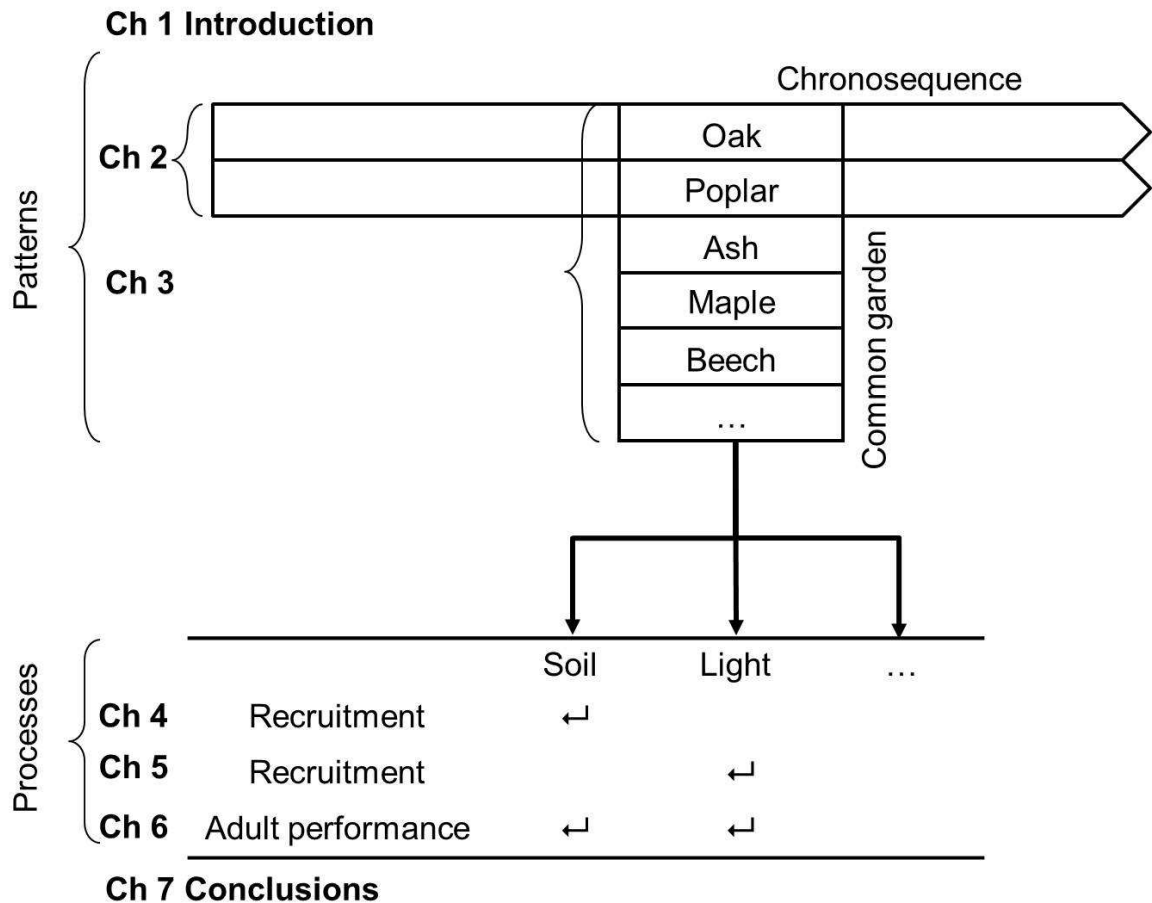 Ch 1 Introduction
Chronosequence
Patterns
Ch 2
Oak
Poplar
Ch 3
Ash
Maple
Beech
…
Common garden
Processes
Soil Light …
Ch 4 Recruitment ↵
Ch 5 Recruitment ↵
Ch 6 Adult performance ↵ ↵
Ch 7 Conclusions